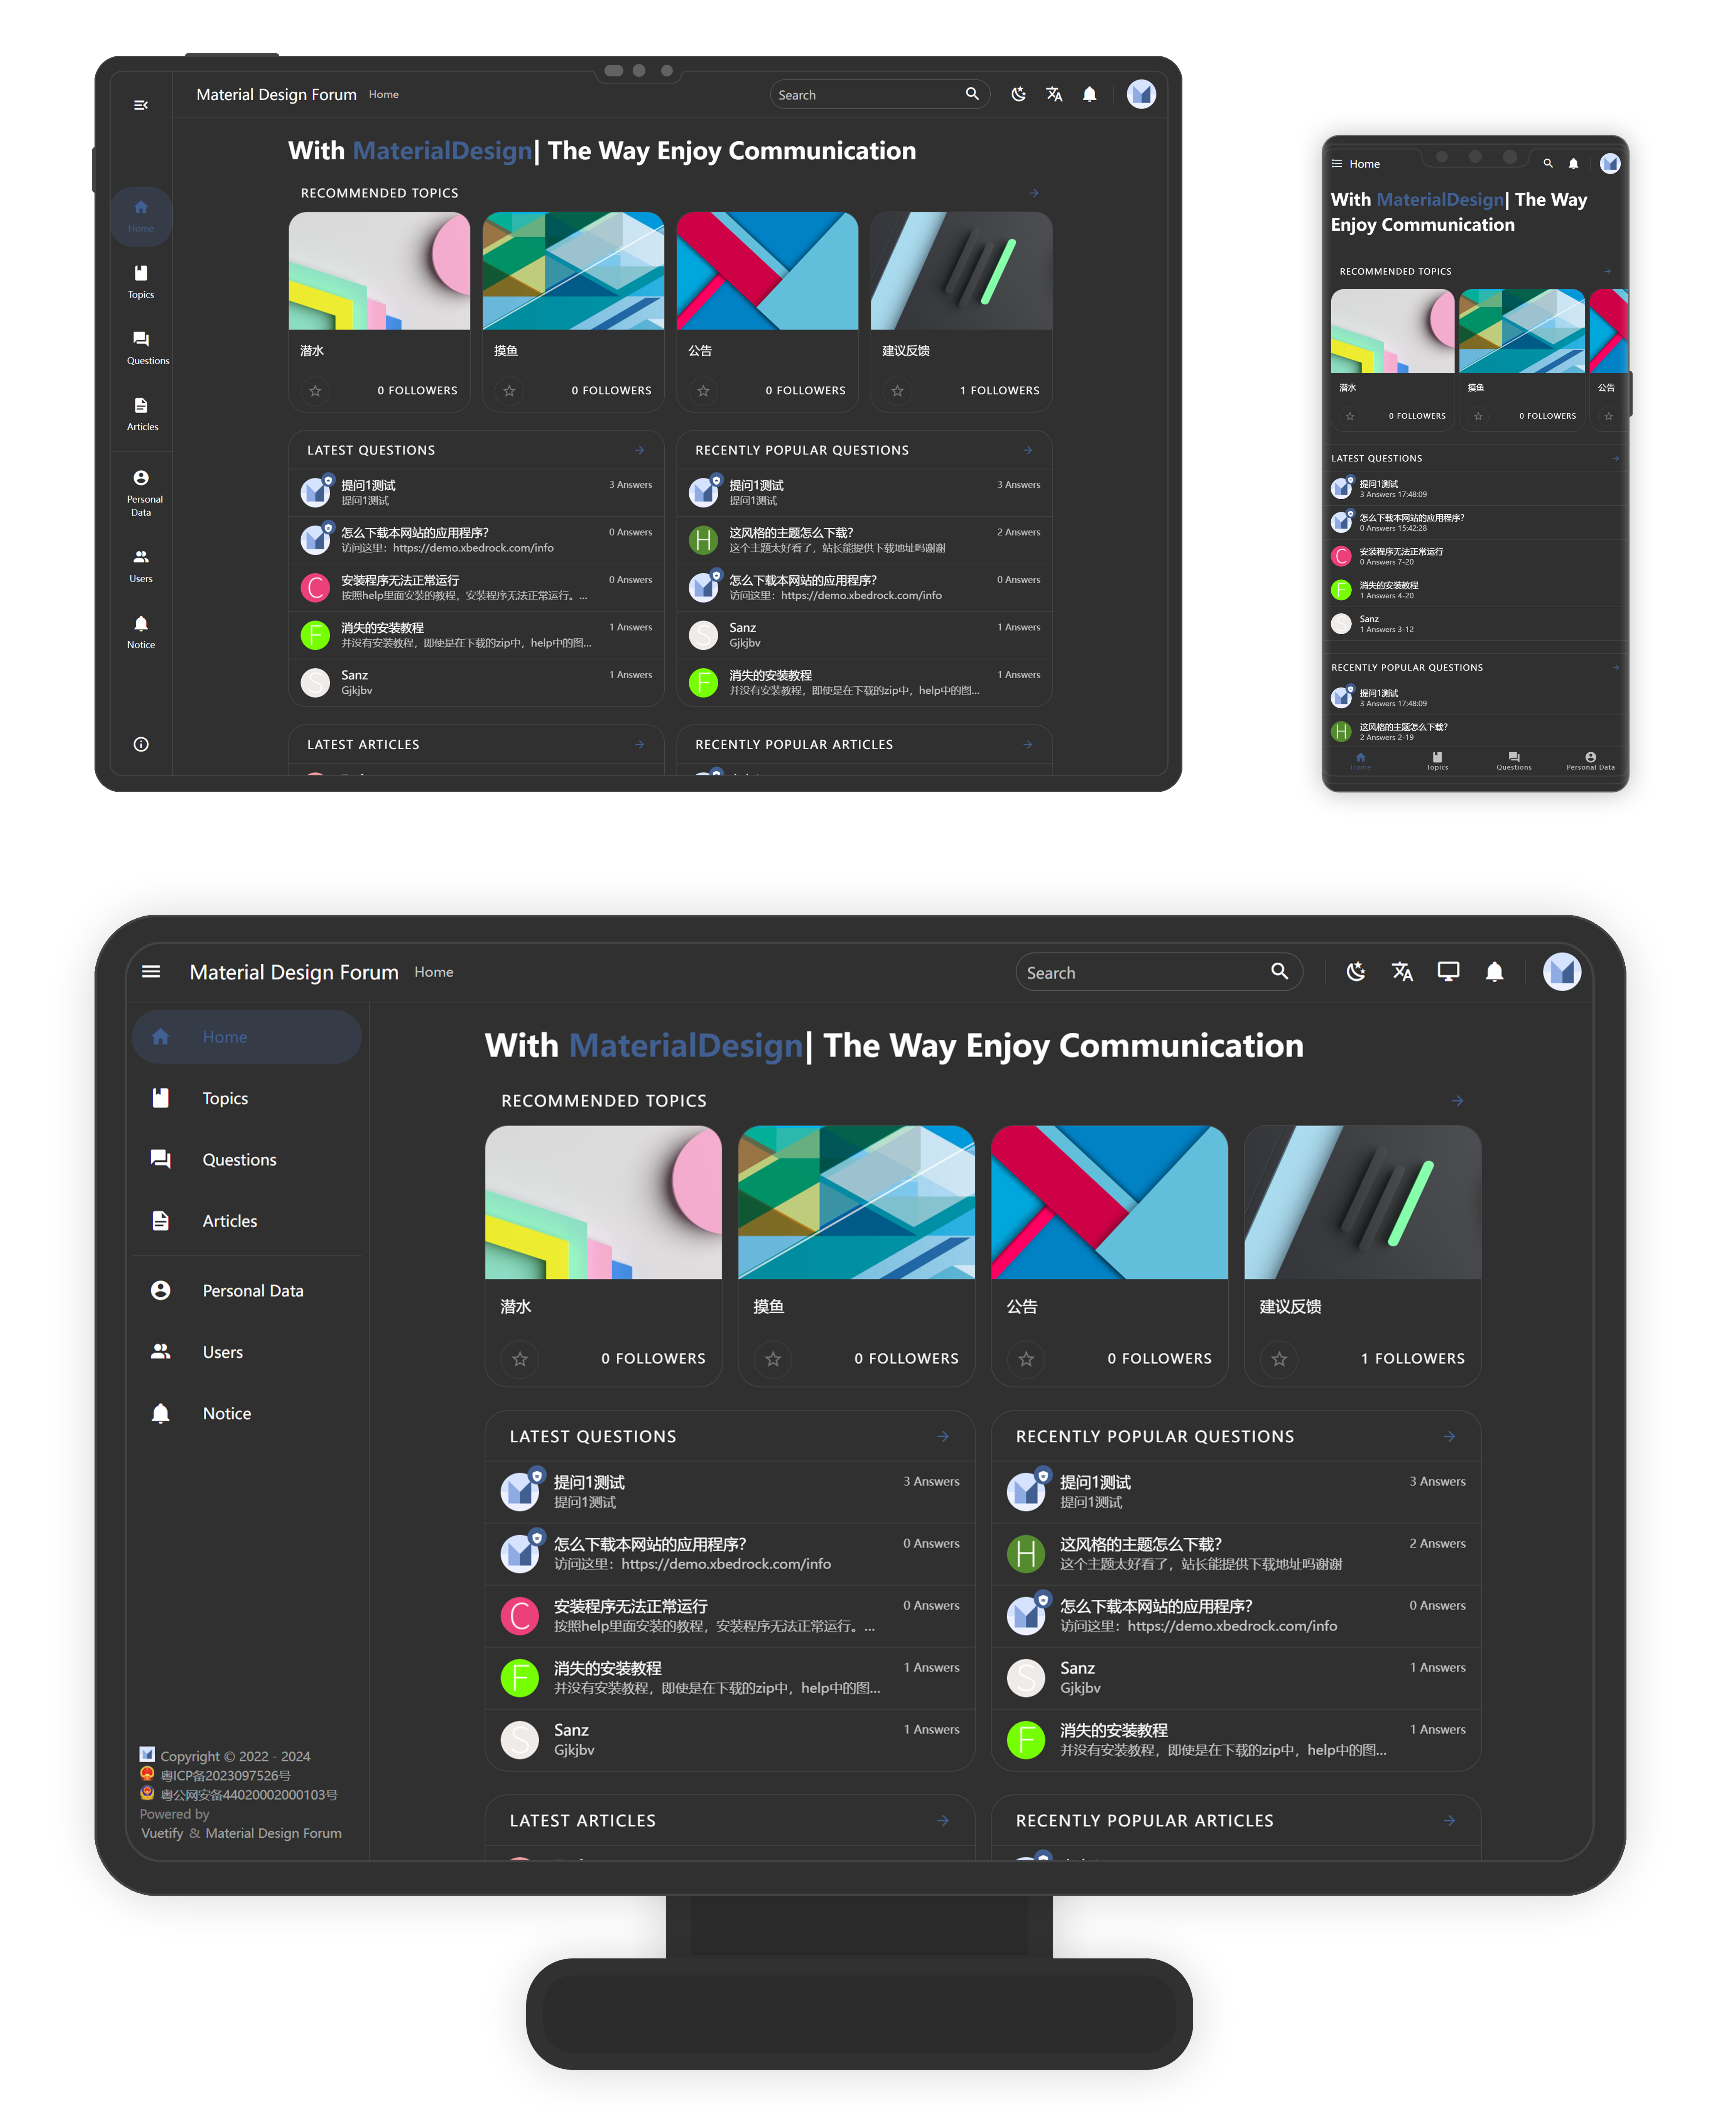 Material Design Forum Home
Search
With MaterialDesign| The Way Enjoy Communication
RECOMMENDED TOPICS
潜水
0 FOLLOWERS
摸鱼
0 FOLLOWERS
公告
0 FOLLOWERS
建议反馈
1 FOLLOWERS
Home
Topics
Questions
Articles
Personal
Data
Users
Notice
LATEST QUESTIONS
提问1测试
3 Answers
提问1测试
怎么下载本网站的应用程序?
0 Answers
访问这里：https://demo.xbedrock.com/info
C
安装程序无法正常运行
0 Answers
按照help里面安装的教程，安装程序无法正常运行。...
F
消失的安装教程
1 Answers
并没有安装教程，即使是在下载的zip中，help中的图...
S
Sanz
1 Answers
Gjkjbv
RECENTLY POPULAR QUESTIONS
提问1测试
3 Answers
提问1测试
H
这风格的主题怎么下载?
2 Answers
这个主题太好看了，站长能提供下载地址吗谢谢
怎么下载本网站的应用程序?
0 Answers
访问这里：https://demo.xbedrock.com/info
S
Sanz
1 Answers
Gjkjbv
F
消失的安装教程
1 Answers
并没有安装教程，即使是在下载的zip中，help中的图...
LATEST ARTICLES
RECENTLY POPULAR ARTICLES
Home
With MaterialDesign| The Way
Enjoy Communication
RECOMMENDED TOPICS
潜水
0 FOLLOWERS
摸鱼
0 FOLLOWERS
公告
LATEST QUESTIONS
提问1测试
3 Answers 17:48:09
怎么下载本网站的应用程序?
0 Answers 15:42:28
C
安装程序无法正常运行
0 Answers 7-20
F
消失的安装教程
1 Answers 4-20
S
Sanz
1 Answers 3-12
RECENTLY POPULAR QUESTIONS
提问1测试
3 Answers 17:48:09
H
这风格的主题怎么下载?
2 Answers 2-19
Home
Topics
Questions
Personal Data
Material Design Forum Home
Search
Home
Topics
Questions
Articles
Personal Data
Users
Notice
Copyright © 2022 - 2024
粤ICP备2023097526号
粤公网安备44020002000103号
Powered by
Vuetify & Material Design Forum
With MaterialDesign| The Way Enjoy Communication
RECOMMENDED TOPICS
潜水
0 FOLLOWERS
摸鱼
0 FOLLOWERS
公告
0 FOLLOWERS
建议反馈
1 FOLLOWERS
LATEST QUESTIONS
提问1测试
3 Answers
提问1测试
怎么下载本网站的应用程序?
0 Answers
访问这里：https://demo.xbedrock.com/info
C
安装程序无法正常运行
0 Answers
按照help里面安装的教程，安装程序无法正常运行。...
F
消失的安装教程
1 Answers
并没有安装教程，即使是在下载的zip中，help中的图...
S
Sanz
1 Answers
Gjkjbv
RECENTLY POPULAR QUESTIONS
提问1测试
3 Answers
提问1测试
H
这风格的主题怎么下载?
2 Answers
这个主题太好看了，站长能提供下载地址吗谢谢
怎么下载本网站的应用程序?
0 Answers
访问这里：https://demo.xbedrock.com/info
S
Sanz
1 Answers
Gjkjbv
F
消失的安装教程
1 Answers
并没有安装教程，即使是在下载的zip中，help中的图...
LATEST ARTICLES
RECENTLY POPULAR ARTICLES